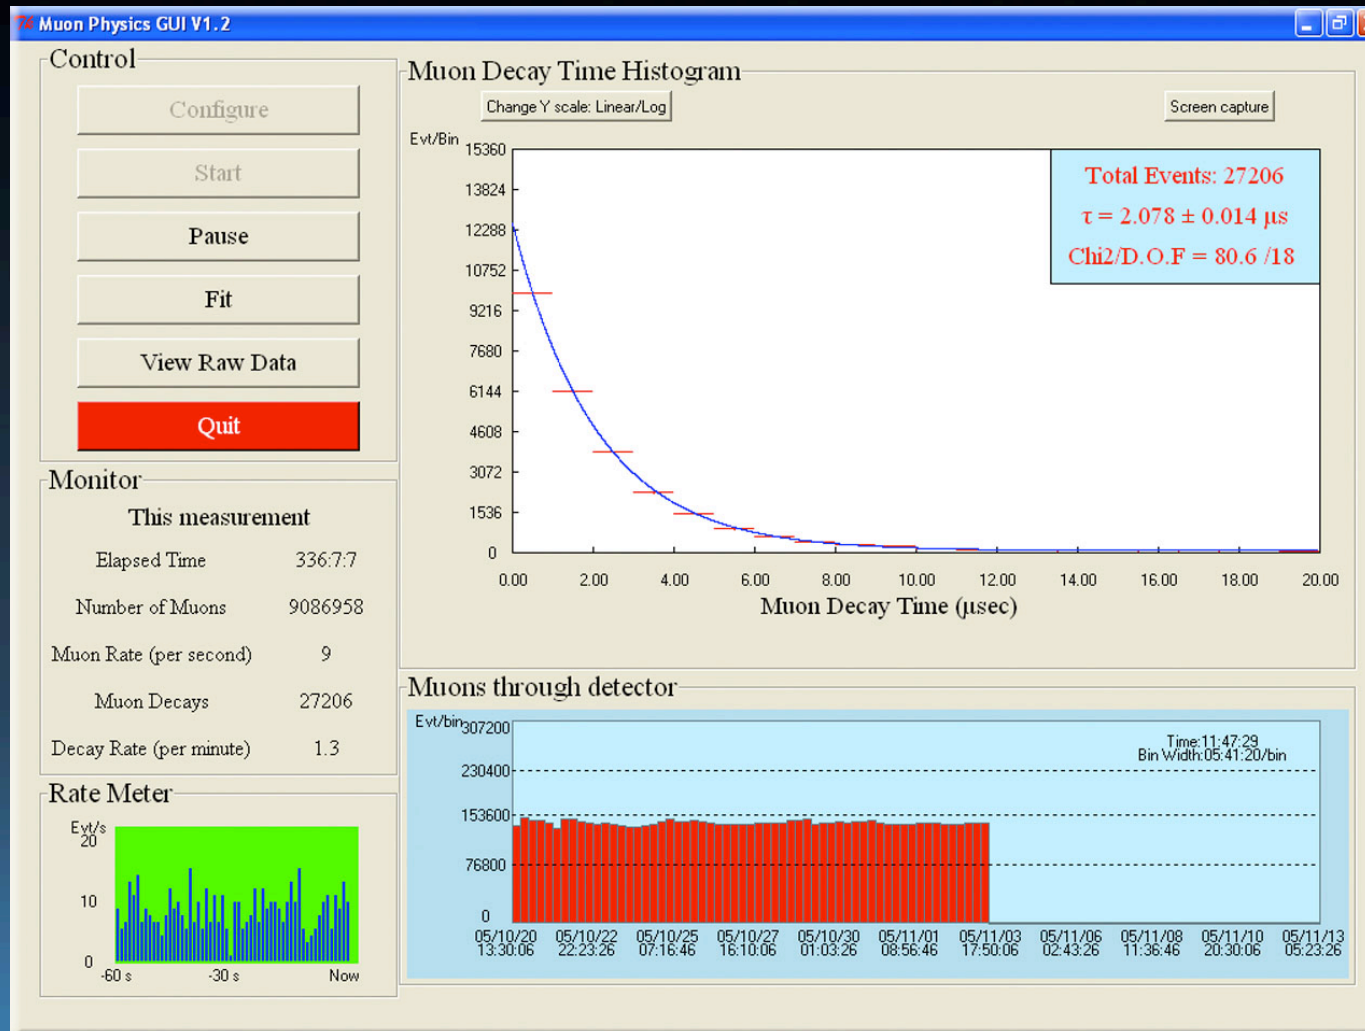 Muon Physics GUI V1.2
Control
Configure
Start
Pause
Fit
View Raw Data
Quit
Monitor
This measurement
Elapsed Time 336:7:7
Number of Muons 9086958
Muon Rate (per second) 9
Muon Decays 27206
Decay Rate (per minute) 1.3
Rate Meter
Evt/s
20
10
0
-60 s -30 s Now
Muon Decay Time Histogram
Change Y scale: Linear/Log Screen capture
Evt/Bin
15360
13824
12288
10752
9216
7680
6144
4608
3072
1536
0
Total Events: 27206
τ = 2.078 ± 0.014 μs
Chi2/D.O.F = 80.6 /18
0.00 2.00 4.00 6.00 8.00 10.00 12.00 14.00 16.00 18.00 20.00
Muon Decay Time (μsec)
Muons through detector
Evt/bin
307200
230400
153600
76800
0
Time:11:47:29
Bin Width:05:41:20/bin
05/10/20 05/10/22 05/10/25 05/10/27 05/10/30 05/11/01 05/11/03 05/11/06 05/11/08 05/11/10 05/11/13
13:30:06 22:23:26 07:16:46 16:10:06 01:03:26 08:56:46 17:50:06 02:43:26 11:36:46 20:30:06 05:23:26